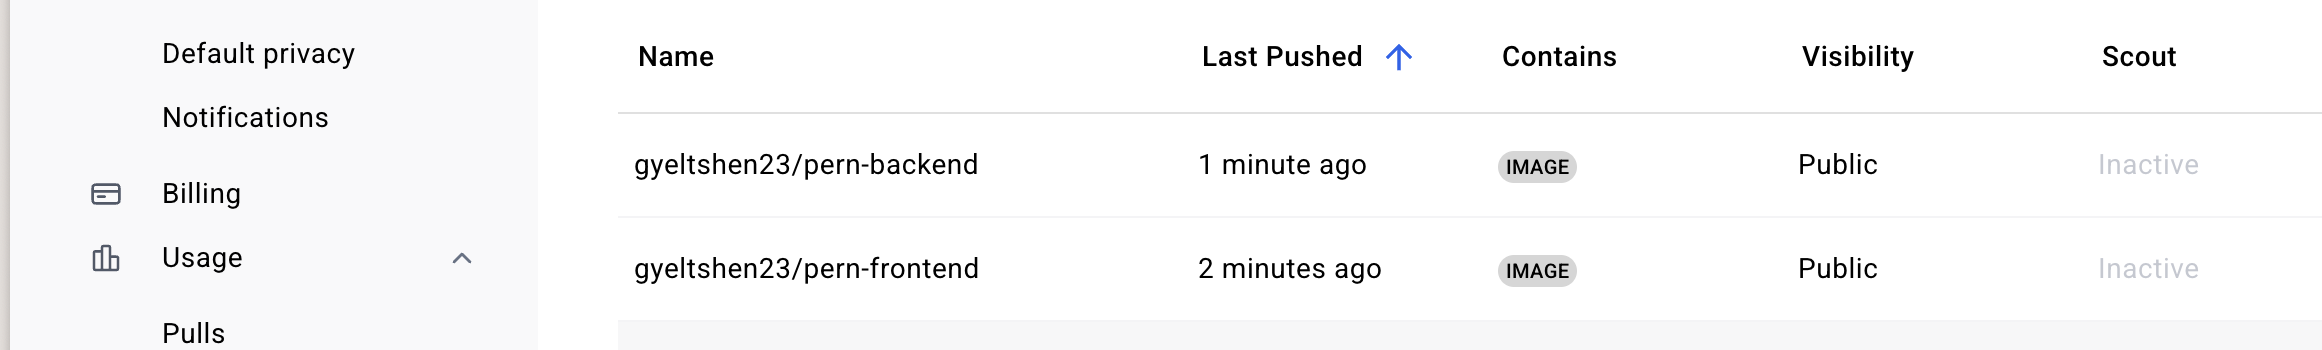 Default privacy
Notifications
Billing
Usage
Pulls
Name Last Pushed Contains Visibility Scout
gyeltshen23/pern-backend 1 minute ago IMAGE Public Inactive
gyeltshen23/pern-frontend 2 minutes ago IMAGE Public Inactive